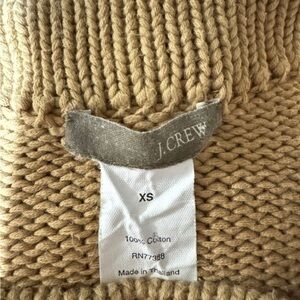 J.CREW
XS
100% Cotton
RN77388
Made in Thailand